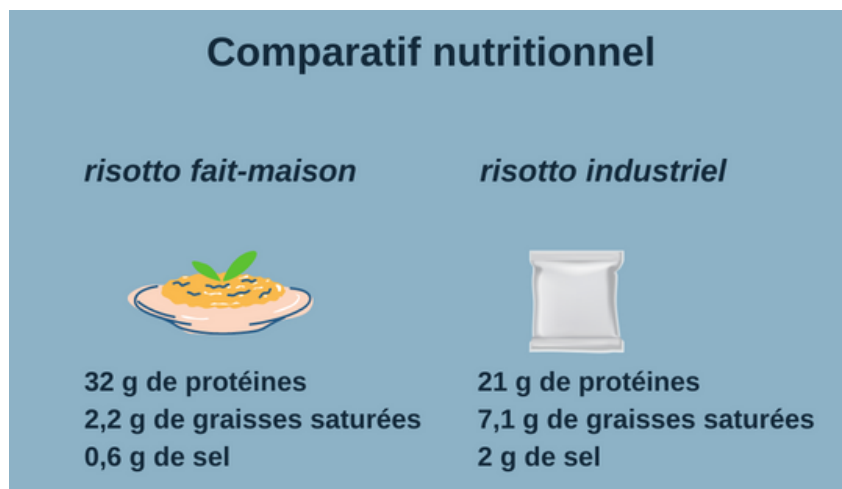 Comparatif nutritionnel
risotto fait-maison
risotto industriel
32 g de protéines
2,2 g de graisses saturées
0,6 g de sel
21 g de protéines
7,1 g de graisses saturées
2 g de sel